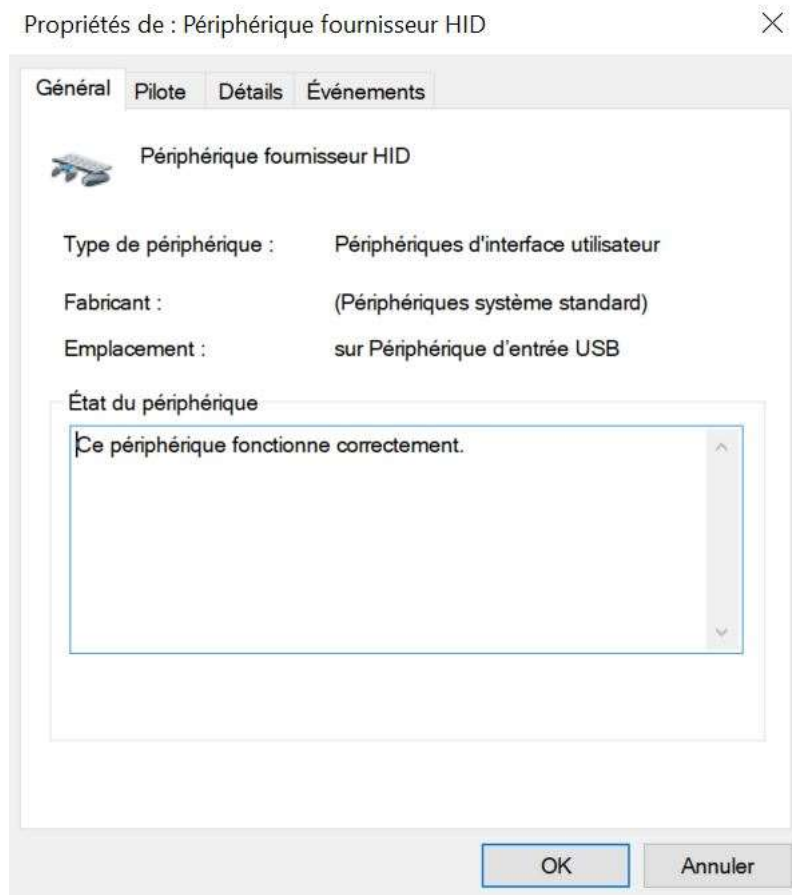 Propriétés de : Périphérique fournisseur HID
Général Pilote Détails Événements
Périphérique fournisseur HID
Type de périphérique : Périphériques d'interface utilisateur
Fabricant : (Périphériques système standard)
Emplacement : sur Périphérique d’entrée USB
État du périphérique
Ce périphérique fonctionne correctement.
OK Annuler